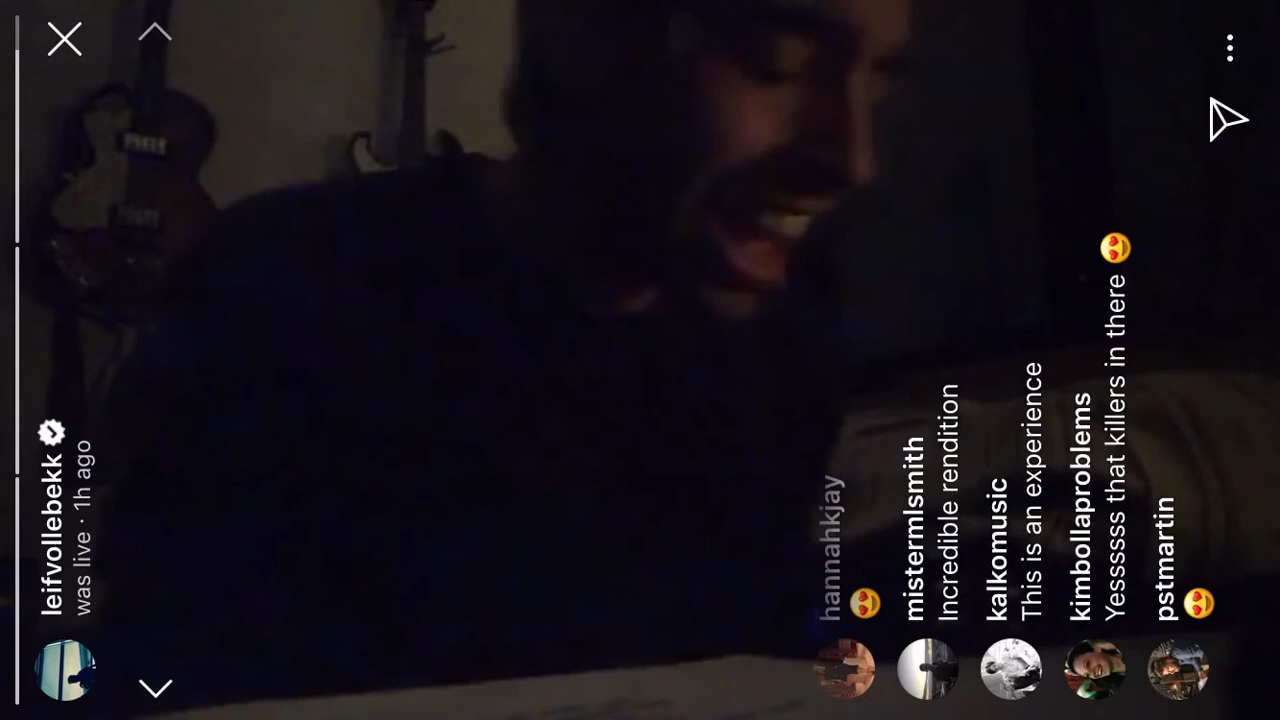 leifvollebekk
was live · 1h ago
hannahkjay
😍
mistermlsmith
Incredible rendition
kalkomusic
This is an experience
kimbollaproblems
Yesssssss that killers in there 😍
pstmartin
😍